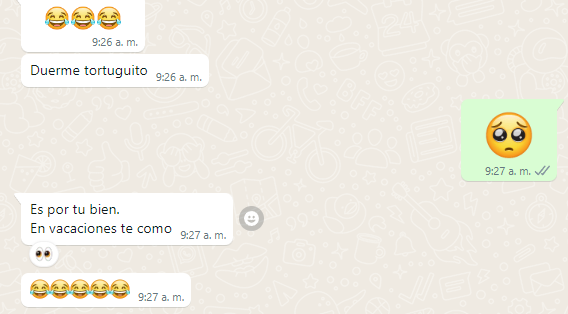 😂😂😂
9:26 a. m.
Duerme tortuguito 9:26 a. m.
🥺
9:27 a. m.
Es por tu bien.
En vacaciones te como 9:27 a. m.
👀
😂😂😂😂😂 9:27 a. m.